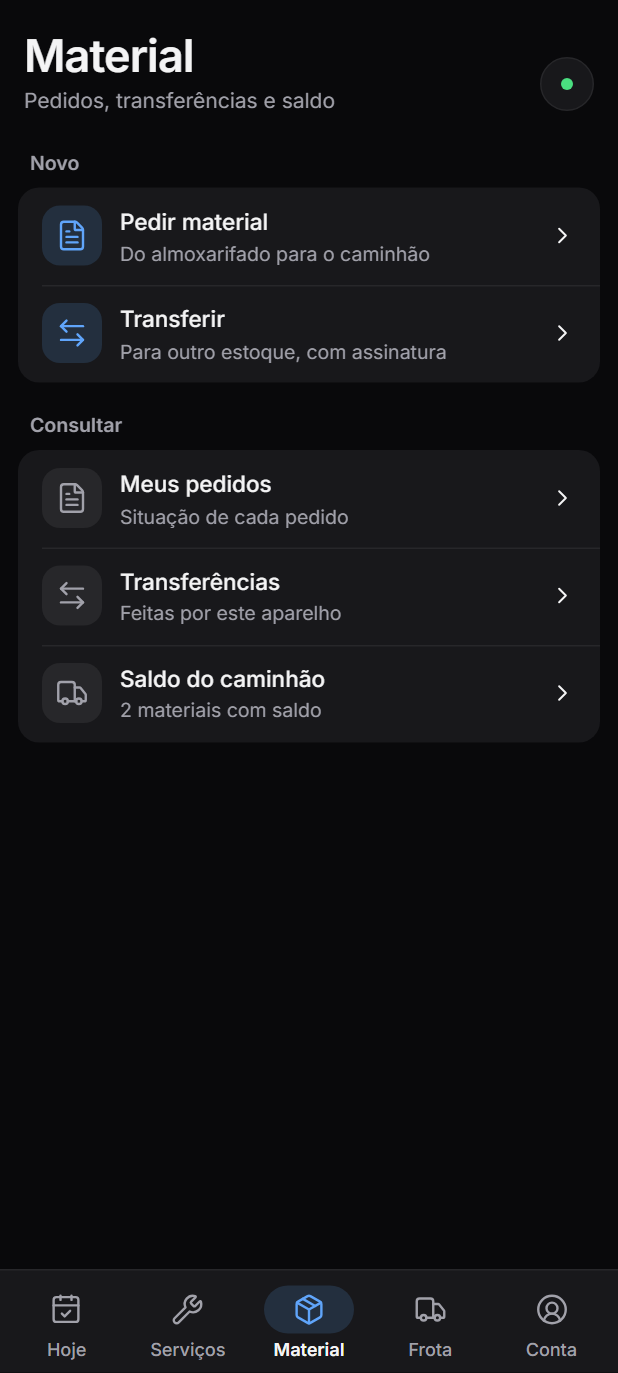 Material
Pedidos, transferências e saldo
Novo
Pedir material
Do almoxarifado para o caminhão
Transferir
Para outro estoque, com assinatura
Consultar
Meus pedidos
Situação de cada pedido
Transferências
Feitas por este aparelho
Saldo do caminhão
2 materiais com saldo
Hoje
Serviços
Material
Frota
Conta